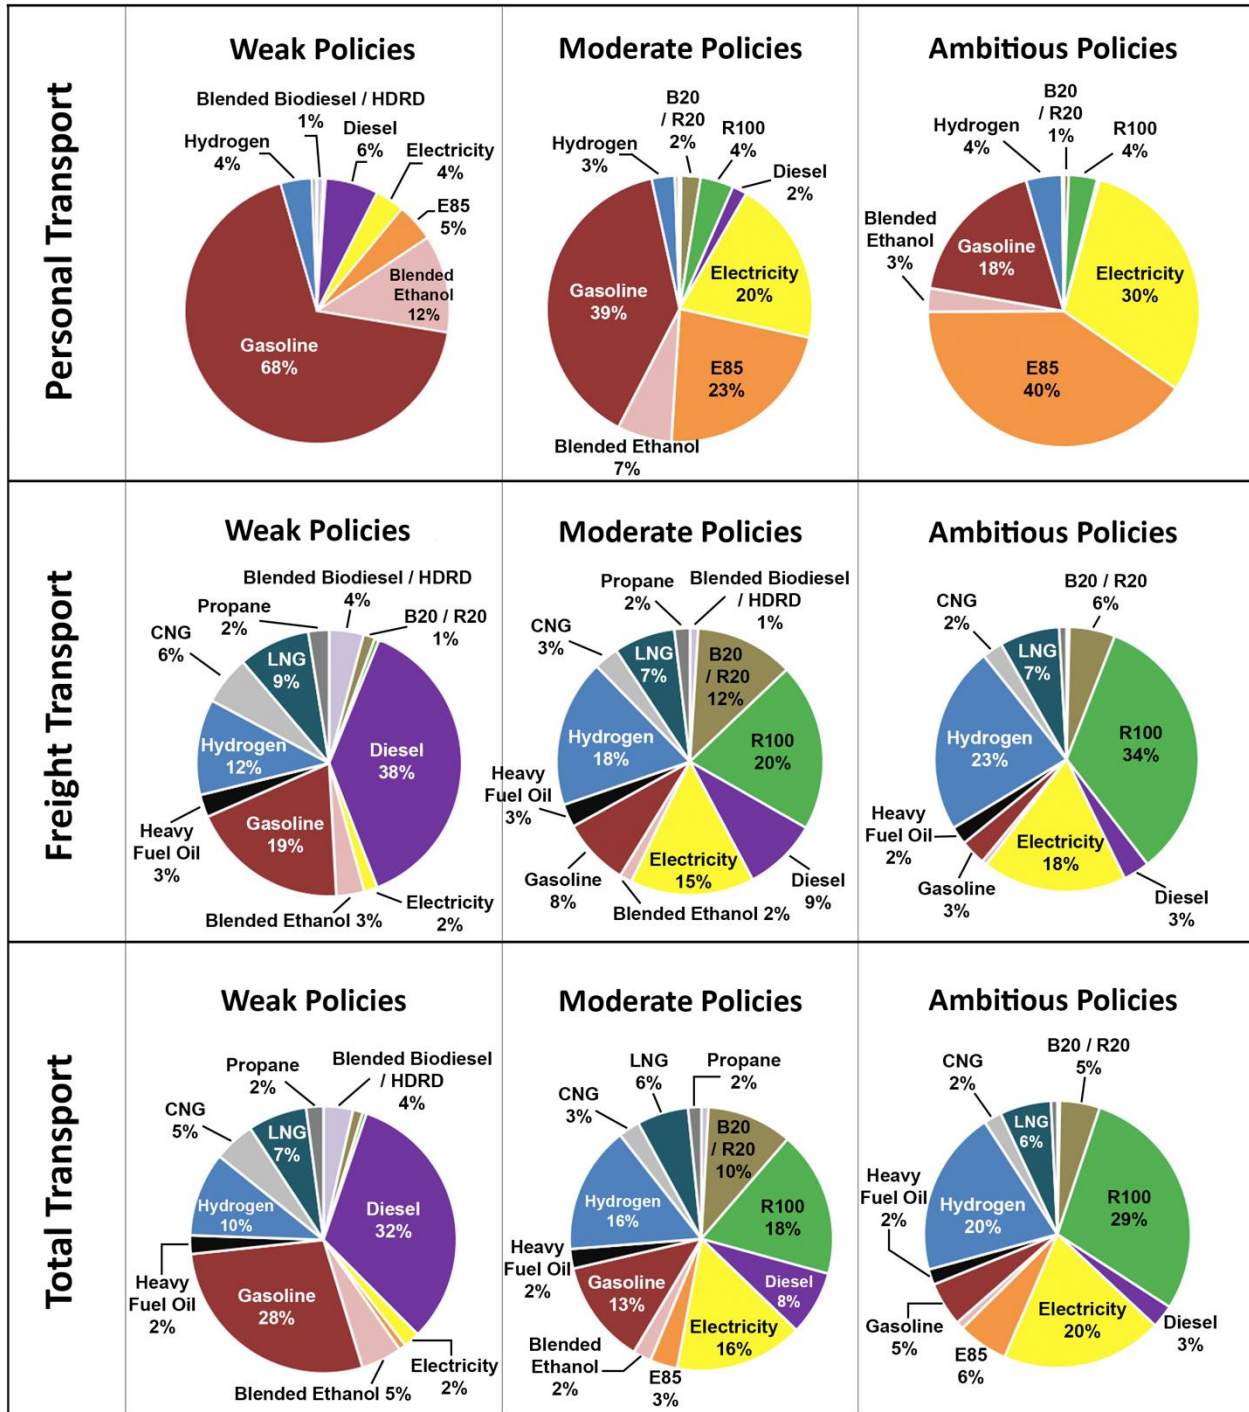 Personal Transport
Weak Policies
Blended Biodiesel / HDRD
1%
Diesel
6%
Hydrogen
4%
Electricity
4%
E85
5%
Blended
Ethanol
12%
Gasoline
68%
Moderate Policies
B20
/ R20
2%
R100
4%
Hydrogen
3%
Diesel
2%
Electricity
20%
Gasoline
39%
E85
23%
Blended Ethanol
7%
Ambitious Policies
B20
/ R20
1%
Hydrogen
4%
R100
4%
Blended
Ethanol
3%
Gasoline
18%
Electricity
30%
E85
40%
Freight Transport
Weak Policies
Blended Biodiesel / HDRD
4%
Propane
2%
B20 / R20
1%
CNG
6%
LNG
9%
Diesel
38%
Hydrogen
12%
Heavy
Fuel Oil
3%
Gasoline
19%
Electricity
2%
Blended Ethanol 3%
Moderate Policies
Propane
2%
Blended Biodiesel
/ HDRD
1%
CNG
3%
LNG
7%
B20
/ R20
12%
Hydrogen
18%
R100
20%
Heavy
Fuel Oil
3%
Gasoline
8%
Electricity
15%
Diesel
9%
Blended Ethanol 2%
Ambitious Policies
B20 / R20
6%
CNG
2%
LNG
7%
Hydrogen
23%
R100
34%
Heavy
Fuel Oil
2%
Electricity
18%
Gasoline
3%
Diesel
3%
Total Transport
Weak Policies
Blended Biodiesel
/ HDRD
4%
Propane
2%
CNG
5%
LNG
7%
Diesel
32%
Hydrogen
10%
Heavy
Fuel Oil
2%
Gasoline
28%
Electricity
2%
Blended Ethanol 5%
Moderate Policies
LNG
6%
Propane
2%
CNG
3%
B20
/ R20
10%
R100
18%
Hydrogen
16%
Heavy
Fuel Oil
2%
Gasoline
13%
Diesel
8%
Electricity
16%
Blended
Ethanol
2%
E85
3%
Ambitious Policies
B20 / R20
5%
CNG
2%
LNG
6%
Heavy
Fuel Oil
2%
Hydrogen
20%
R100
29%
Gasoline
5%
Electricity
20%
Diesel
3%
E85
6%